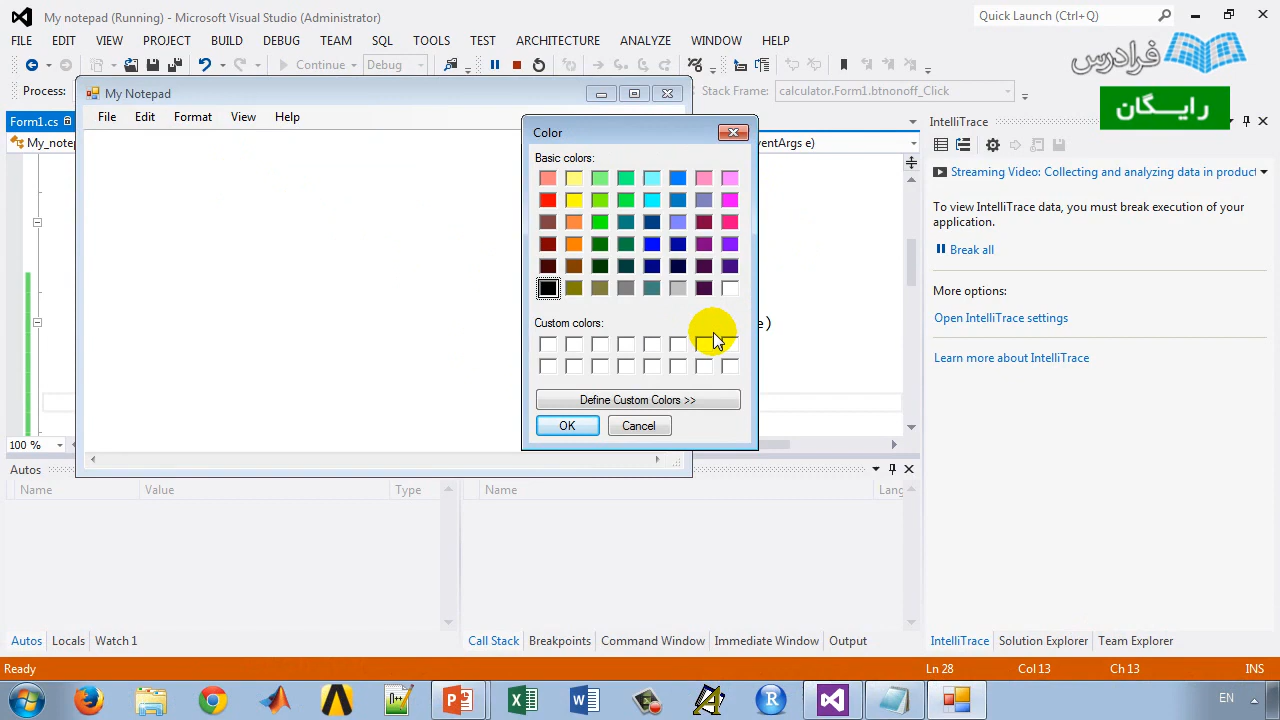 My notepad (Running) - Microsoft Visual Studio (Administrator)
Quick Launch (Ctrl+Q)
FILE EDIT VIEW PROJECT BUILD DEBUG TEAM SQL TOOLS TEST ARCHITECTURE ANALYZE WINDOW HELP
فرادرس
Continue Debug
Process:
My Notepad
Stack Frame: calculator.Form1.btnonoff_Click
رایگان
File Edit Format View Help
Form1.cs
IntelliTrace
Color
My_notep
ventArgs e)
Basic colors:
Streaming Video: Collecting and analyzing data in product
To view IntelliTrace data, you must break execution of your
application.
Break all
More options:
Open IntelliTrace settings
Custom colors:
e)
Learn more about IntelliTrace
Define Custom Colors >>
OK Cancel
100 %
Autos
Name Value Type
Name Lang
Autos Locals Watch 1
Call Stack Breakpoints Command Window Immediate Window Output
IntelliTrace Solution Explorer Team Explorer
Ready
Ln 28 Col 13 Ch 13 INS
EN